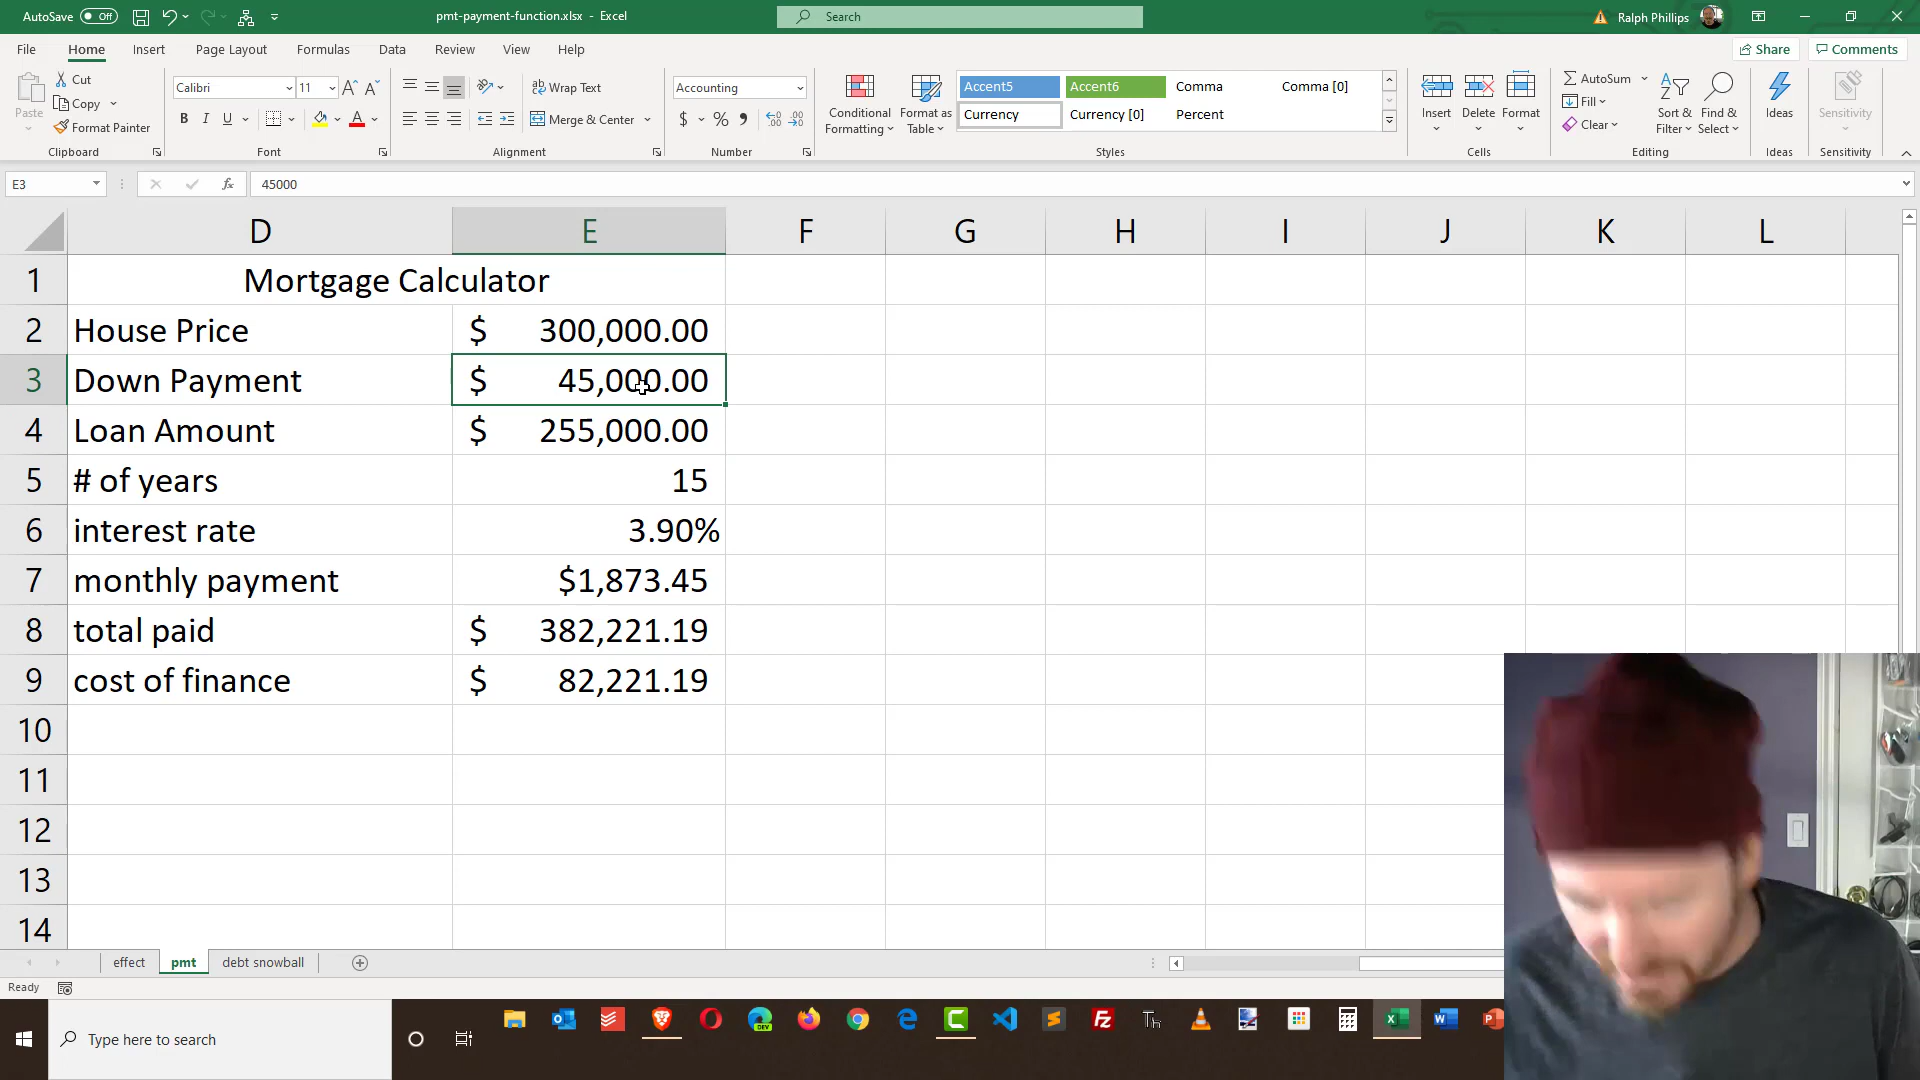 AutoSave Off pmt-payment-function.xlsx - Excel Search Ralph Phillips
File Home Insert Page Layout Formulas Data Review View Help Share Comments
Paste Cut Copy Format Painter Clipboard
Calibri 11 B I U A Font
Wrap Text Merge & Center Alignment
Accounting $ % Number
Conditional Formatting Format as Table
Accent5 Accent6 Comma Comma [0]
Currency Currency [0] Percent
Styles
Insert Delete Format Cells
AutoSum Fill Clear Sort & Filter Find & Select Editing
Ideas Ideas
Sensitivity Sensitivity
E3 fx 45000
D E F G H I J K L
1 Mortgage Calculator
2 House Price $ 300,000.00
3 Down Payment $ 45,000.00
4 Loan Amount $ 255,000.00
5 # of years 15
6 interest rate 3.90%
7 monthly payment $1,873.45
8 total paid $ 382,221.19
9 cost of finance $ 82,221.19
10
11
12
13
14
effect pmt debt snowball
Ready
Type here to search